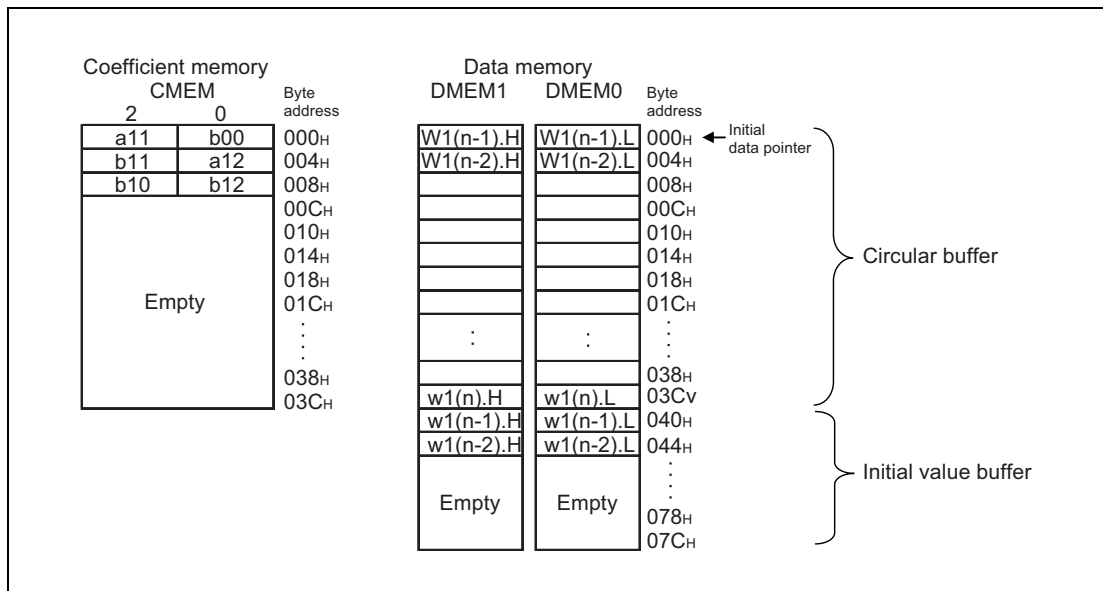 Coefficient memory
CMEM
2 0
Byte
address
a11 b00 000H
b11 a12 004H
b10 b12 008H
00CH
010H
014H
018H
01CH
Empty
⋮
038H
03CH
Data memory
DMEM1 DMEM0
Byte
address
W1(n-1).H W1(n-1).L 000H
Initial
data pointer
W1(n-2).H W1(n-2).L 004H
008H
00CH
010H
014H
018H
01CH
: :
⋮
038H
w1(n).H w1(n).L 03Cv
Circular buffer
w1(n-1).H w1(n-1).L 040H
w1(n-2).H w1(n-2).L 044H
Empty Empty
⋮
078H
07CH
Initial value buffer